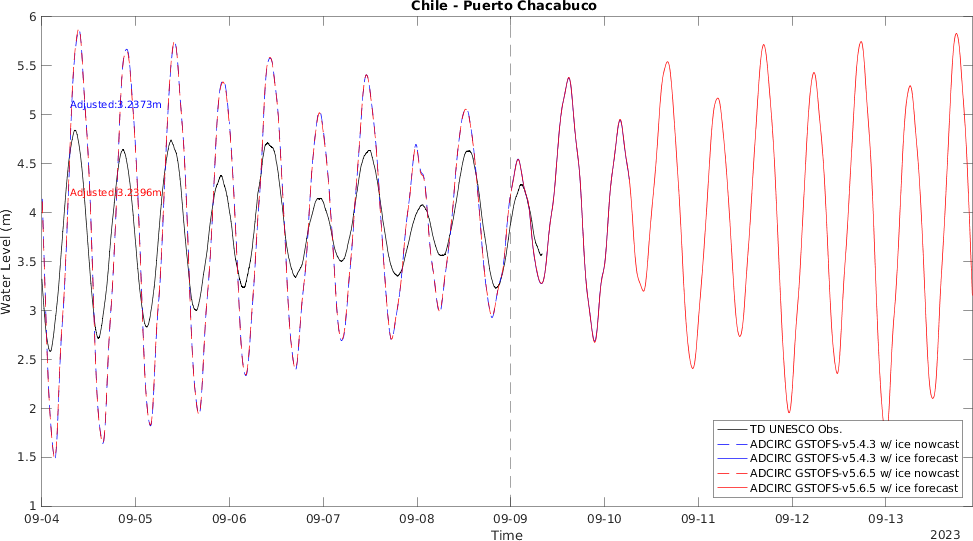 Chile - Puerto Chacabuco
6
5.5
5
4.5
4
3.5
3
2.5
2
1.5
1
Water Level (m)
Adjusted:3.2373m
Adjusted:3.2396m
TD UNESCO Obs.
ADCIRC GSTOFS-v5.4.3 w/ ice nowcast
ADCIRC GSTOFS-v5.4.3 w/ ice forecast
ADCIRC GSTOFS-v5.6.5 w/ ice nowcast
ADCIRC GSTOFS-v5.6.5 w/ ice forecast
09-04 09-05 09-06 09-07 09-08 09-09 09-10 09-11 09-12 09-13
Time
2023